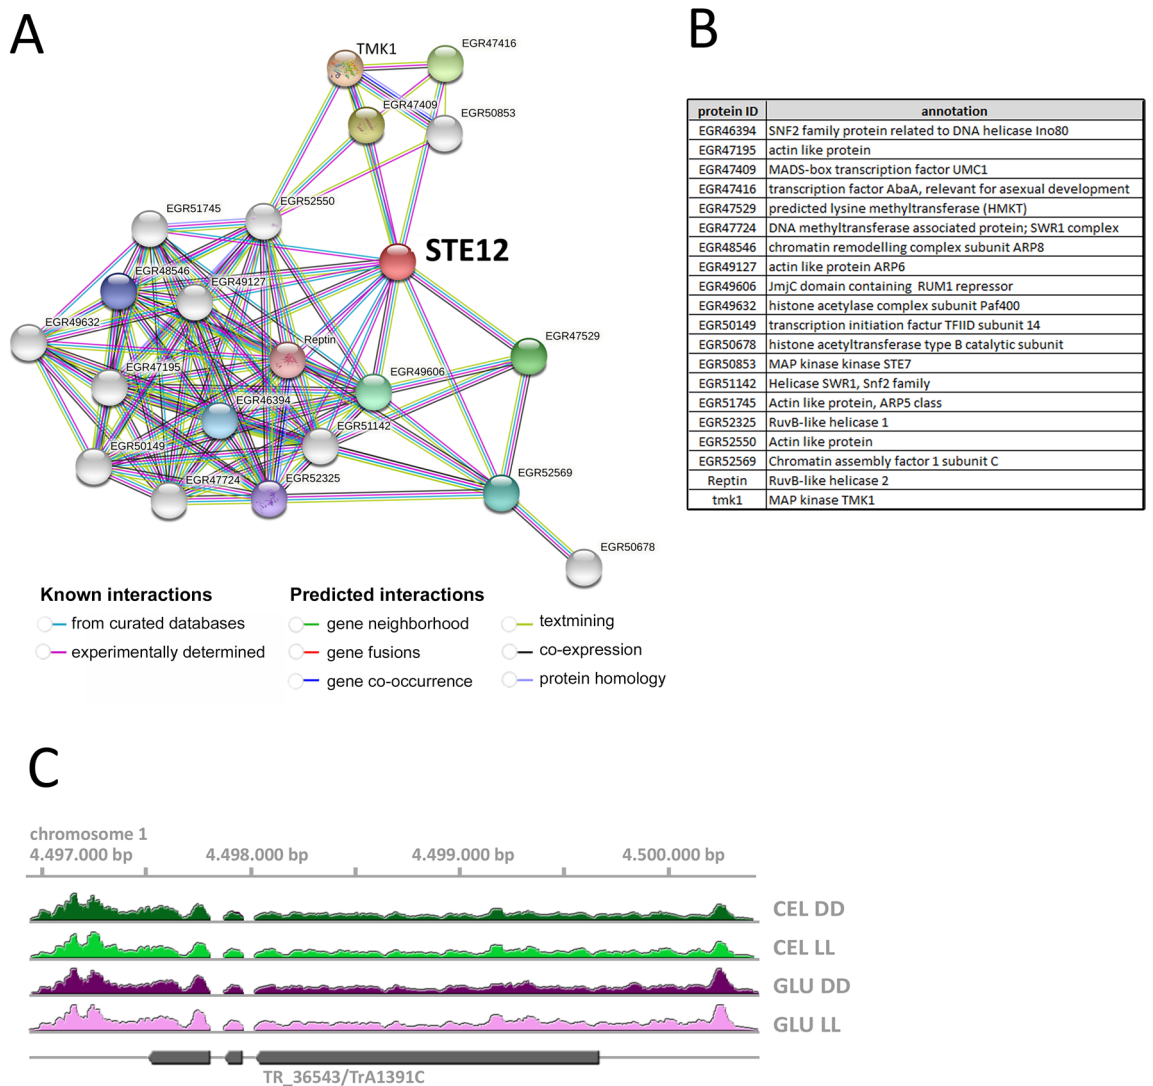 A
TMK1
EGR47416
EGR47409
EGR50853
EGR51745
EGR52550
STE12
EGR48546
EGR49127
EGR49632
Reptin
EGR47529
EGR47195
EGR49606
EGR46394
EGR51142
EGR50149
EGR47724
EGR52325
EGR52569
EGR50678
Known interactions
from curated databases
experimentally determined
Predicted interactions
gene neighborhood
gene fusions
gene co-occurrence
textmining
co-expression
protein homology
B
protein ID annotation
EGR46394 SNF2 family protein related to DNA helicase Ino80
EGR47195 actin like protein
EGR47409 MADS-box transcription factor UMC1
EGR47416 transcription factor AbaA, relevant for asexual development
EGR47529 predicted lysine methyltransferase (HMKT)
EGR47724 DNA methyltransferase associated protein; SWR1 complex
EGR48546 chromatin remodelling complex subunit ARP8
EGR49127 actin like protein ARP6
EGR49606 JmjC domain containing RUM1 repressor
EGR49632 histone acetylase complex subunit Paf400
EGR50149 transcription initiation factur TFIID subunit 14
EGR50678 histone acetyltransferase type B catalytic subunit
EGR50853 MAP kinase kinase STE7
EGR51142 Helicase SWR1, Snf2 family
EGR51745 Actin like protein, ARP5 class
EGR52325 RuvB-like helicase 1
EGR52550 Actin like protein
EGR52569 Chromatin assembly factor 1 subunit C
Reptin RuvB-like helicase 2
tmk1 MAP kinase TMK1
C
chromosome 1
4.497.000 bp 4.498.000 bp 4.499.000 bp 4.500.000 bp
CEL DD
CEL LL
GLU DD
GLU LL
TR_36543/TrA1391C